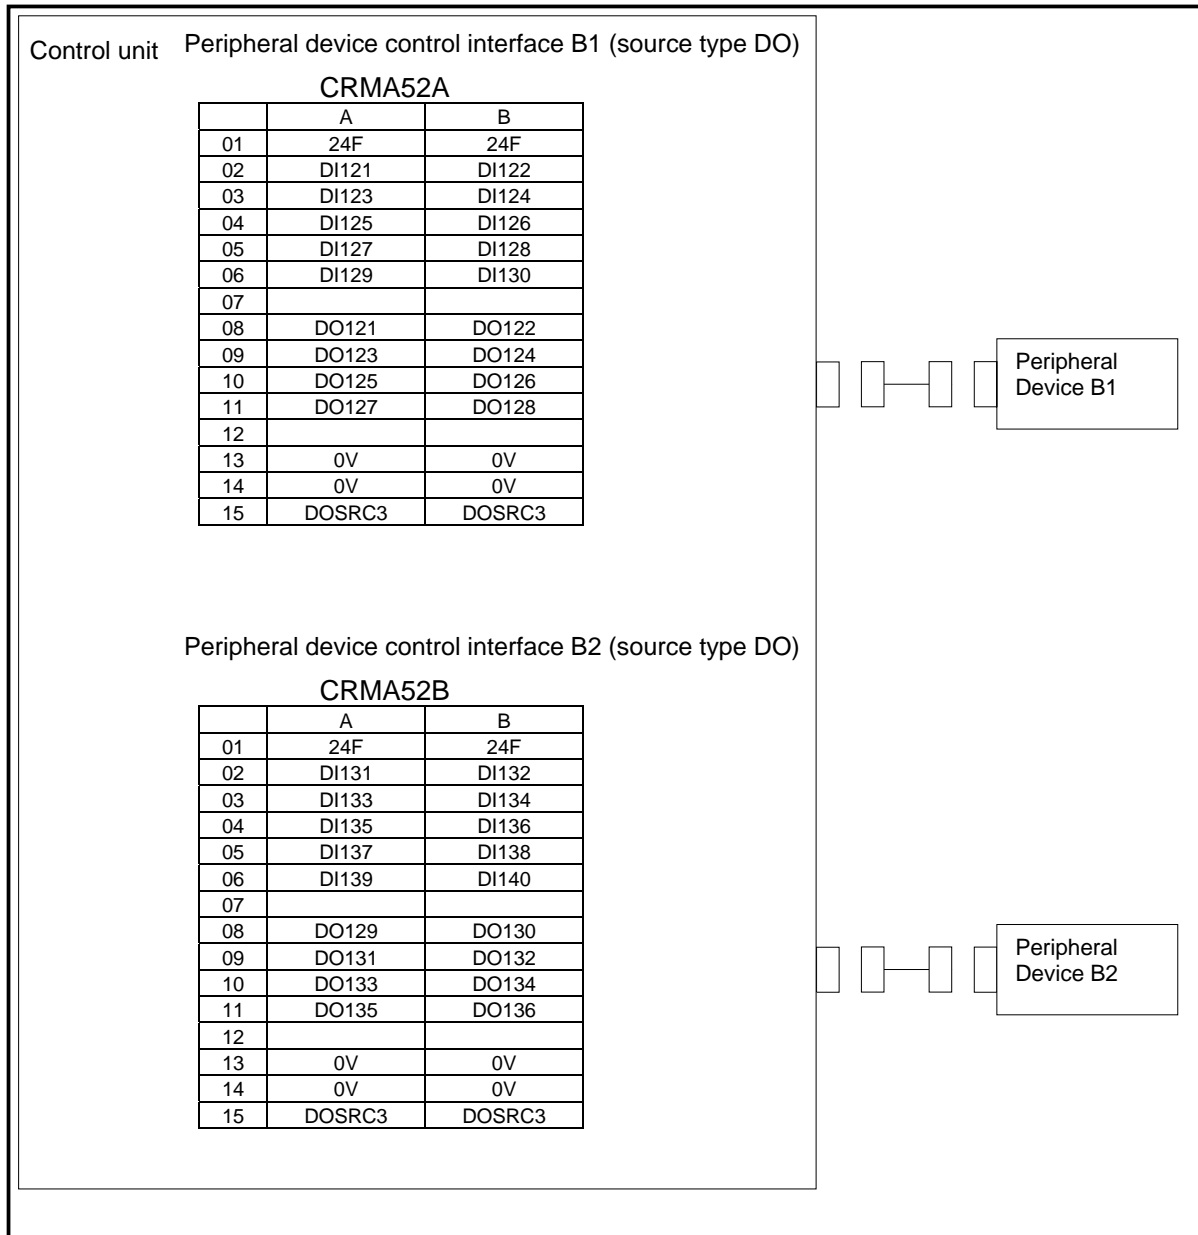 Control unit
Peripheral device control interface B1 (source type DO)
CRMA52A
A B
01 24F 24F
02 DI121 DI122
03 DI123 DI124
04 DI125 DI126
05 DI127 DI128
06 DI129 DI130
07
08 DO121 DO122
09 DO123 DO124
10 DO125 DO126
11 DO127 DO128
12
13 0V 0V
14 0V 0V
15 DOSRC3 DOSRC3
Peripheral
Device B1
Peripheral device control interface B2 (source type DO)
CRMA52B
A B
01 24F 24F
02 DI131 DI132
03 DI133 DI134
04 DI135 DI136
05 DI137 DI138
06 DI139 DI140
07
08 DO129 DO130
09 DO131 DO132
10 DO133 DO134
11 DO135 DO136
12
13 0V 0V
14 0V 0V
15 DOSRC3 DOSRC3
Peripheral
Device B2